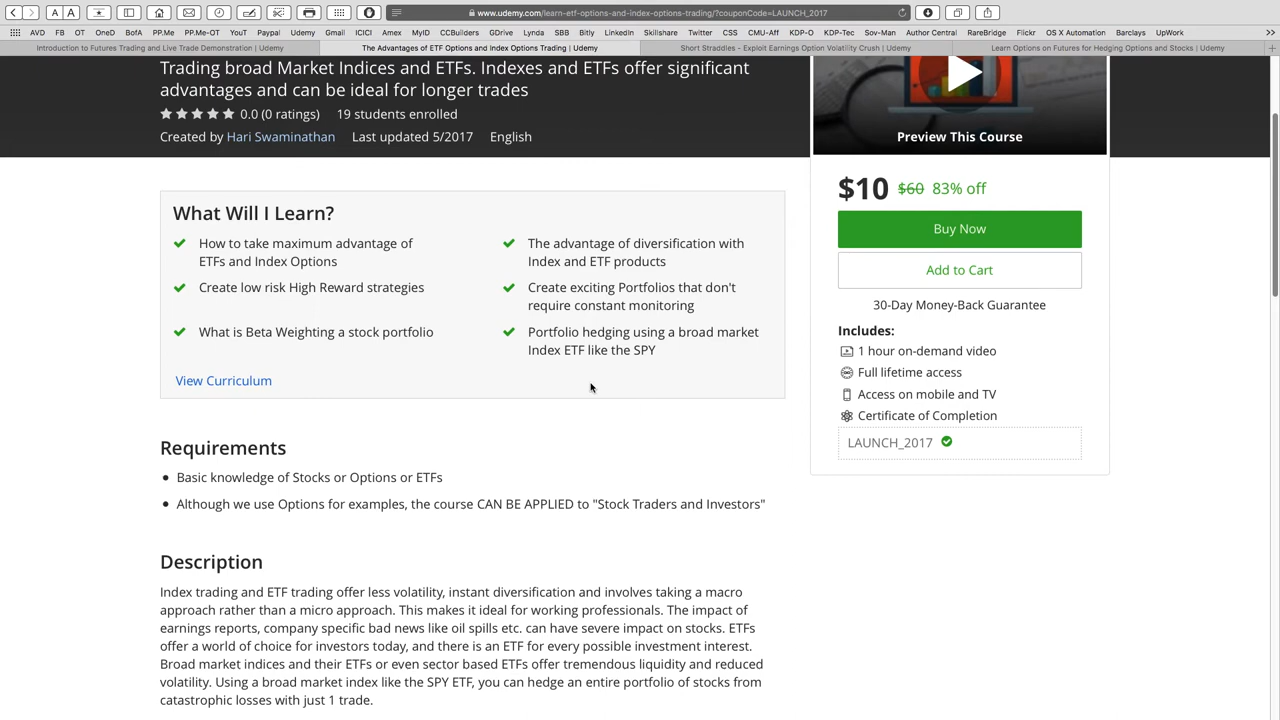 A A
www.udemy.com/learn-etf-options-and-index-options-trading/?couponCode=LAUNCH_2017
AVD FB OT OneD BofA PP.Me PP.Me-OT YouT Paypal Udemy Gmail ICICI Amex MyID CCBuilders GDrive Lynda SBB Bitly LinkedIn Skillshare Twitter CSS CMU-Aff KDP-O KDP-Tec Sov-Man Author Central RareBridge Flickr OS X Automation Barclays UpWork >>
Introduction to Futures Trading and Live Trade Demonstration | Udemy
The Advantages of ETF Options and Index Options Trading | Udemy
Short Straddles – Exploit Earnings Option Volatility Crush | Udemy
Learn Options on Futures for Hedging Options and Stocks | Udemy
Trading broad Market Indices and ETFs. Indexes and ETFs offer significant
advantages and can be ideal for longer trades
0.0 (0 ratings) 19 students enrolled
Created by Hari Swaminathan Last updated 5/2017 English
Preview This Course
$10 $60 83% off
Buy Now
Add to Cart
30-Day Money-Back Guarantee
Includes:
1 hour on-demand video
Full lifetime access
Access on mobile and TV
Certificate of Completion
LAUNCH_2017
What Will I Learn?
How to take maximum advantage of
ETFs and Index Options
The advantage of diversification with
Index and ETF products
Create low risk High Reward strategies
Create exciting Portfolios that don't
require constant monitoring
What is Beta Weighting a stock portfolio
Portfolio hedging using a broad market
Index ETF like the SPY
View Curriculum
Requirements
• Basic knowledge of Stocks or Options or ETFs
• Although we use Options for examples, the course CAN BE APPLIED to "Stock Traders and Investors"
Description
Index trading and ETF trading offer less volatility, instant diversification and involves taking a macro
approach rather than a micro approach. This makes it ideal for working professionals. The impact of
earnings reports, company specific bad news like oil spills etc. can have severe impact on stocks. ETFs
offer a world of choice for investors today, and there is an ETF for every possible investment interest.
Broad market indices and their ETFs or even sector based ETFs offer tremendous liquidity and reduced
volatility. Using a broad market index like the SPY ETF, you can hedge an entire portfolio of stocks from
catastrophic losses with just 1 trade.